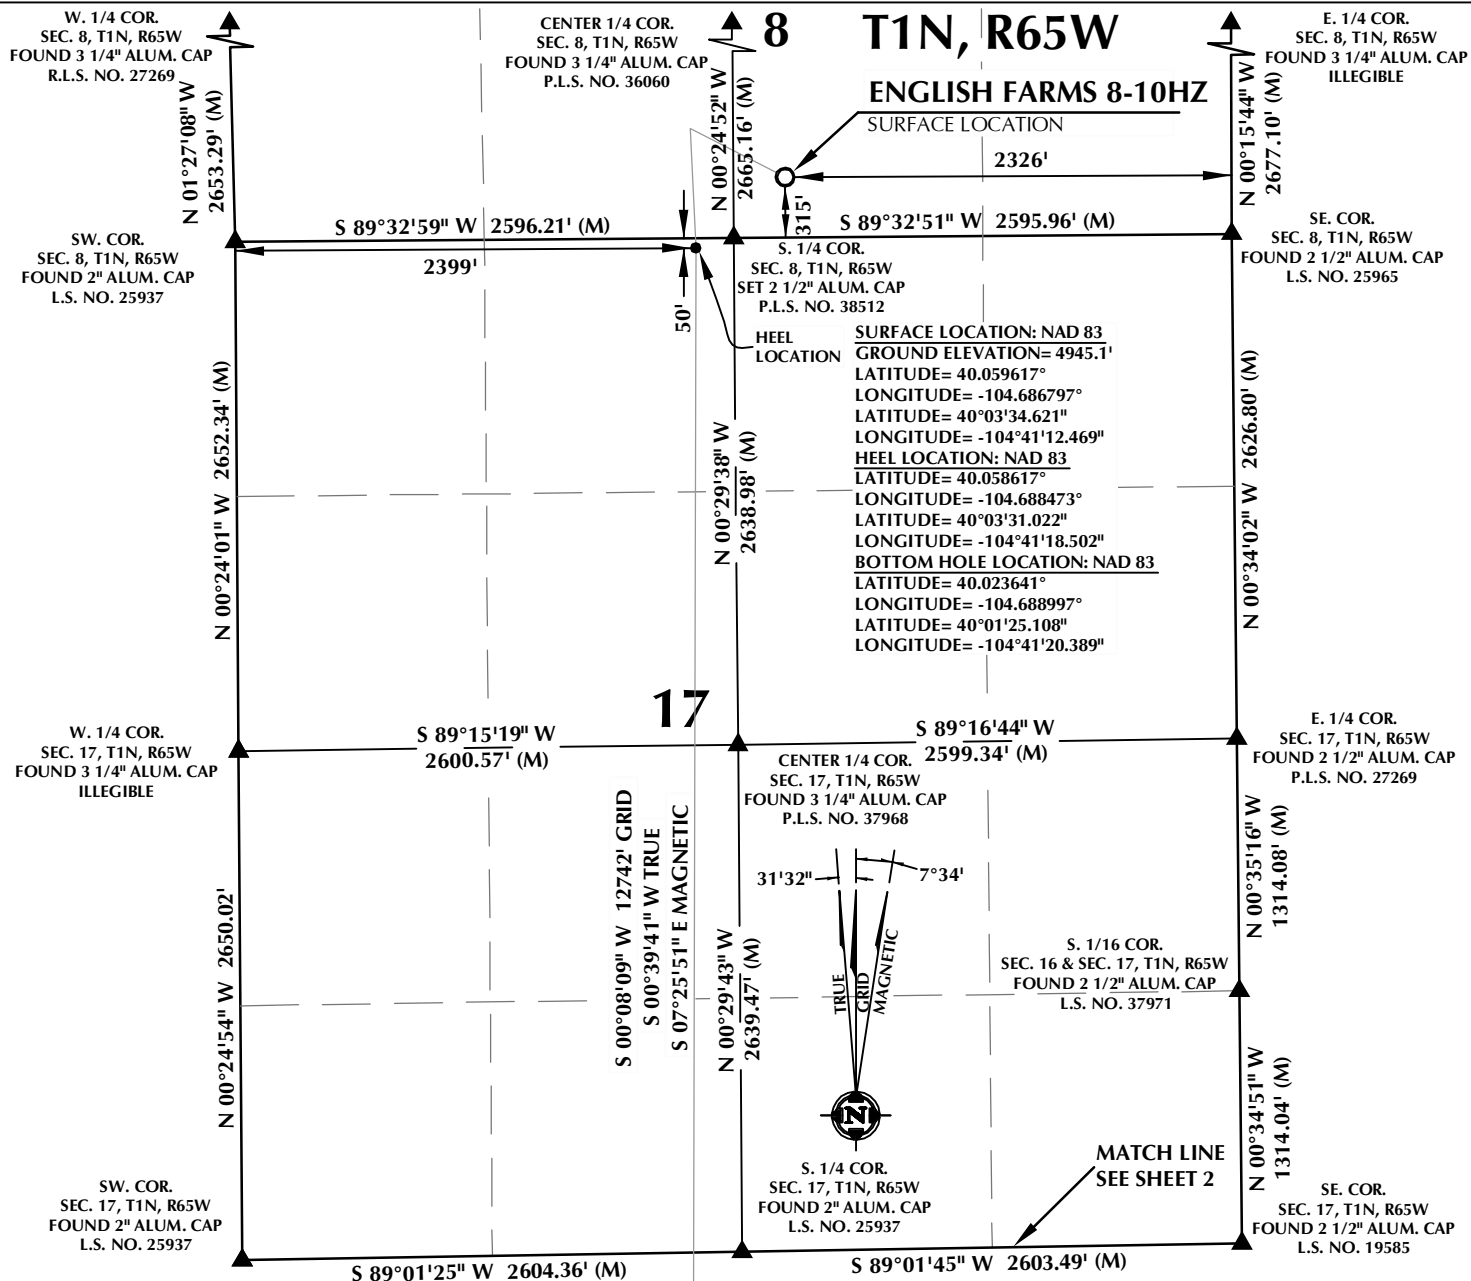 W. 1/4 COR.
SEC. 8, T1N, R65W
FOUND 3 1/4" ALUM. CAP
R.L.S. NO. 27269
CENTER 1/4 COR.
SEC. 8, T1N, R65W
FOUND 3 1/4" ALUM. CAP
P.L.S. NO. 36060
8
T1N, R65W
E. 1/4 COR.
SEC. 8, T1N, R65W
FOUND 3 1/4" ALUM. CAP
ILLEGIBLE
ENGLISH FARMS 8-10HZ
SURFACE LOCATION
N 01°27'08" W
2653.29' (M)
N 00°24'52" W
2665.16' (M)
N 00°15'44" W
2677.10' (M)
2326'
315'
S 89°32'59" W 2596.21' (M)
S 89°32'51" W 2595.96' (M)
SW. COR.
SEC. 8, T1N, R65W
FOUND 2" ALUM. CAP
L.S. NO. 25937
2399'
50'
S. 1/4 COR.
SEC. 8, T1N, R65W
SET 2 1/2" ALUM. CAP
P.L.S. NO. 38512
SE. COR.
SEC. 8, T1N, R65W
FOUND 2 1/2" ALUM. CAP
L.S. NO. 25965
HEEL
LOCATION
SURFACE LOCATION: NAD 83
GROUND ELEVATION= 4945.1'
LATITUDE= 40.059617°
LONGITUDE= -104.686797°
LATITUDE= 40°03'34.621"
LONGITUDE= -104°41'12.469"
HEEL LOCATION: NAD 83
LATITUDE= 40.058617°
LONGITUDE= -104.688473°
LATITUDE= 40°03'31.022"
LONGITUDE= -104°41'18.502"
BOTTOM HOLE LOCATION: NAD 83
LATITUDE= 40.023641°
LONGITUDE= -104.688997°
LATITUDE= 40°01'25.108"
LONGITUDE= -104°41'20.389"
N 00°24'01" W 2652.34' (M)
N 00°29'38" W
2638.98' (M)
N 00°34'02" W 2626.80' (M)
17
W. 1/4 COR.
SEC. 17, T1N, R65W
FOUND 3 1/4" ALUM. CAP
ILLEGIBLE
S 89°15'19" W
2600.57' (M)
S 89°16'44" W
2599.34' (M)
CENTER 1/4 COR.
SEC. 17, T1N, R65W
FOUND 3 1/4" ALUM. CAP
P.L.S. NO. 37968
E. 1/4 COR.
SEC. 17, T1N, R65W
FOUND 2 1/2" ALUM. CAP
P.L.S. NO. 27269
S 00°08'09" W 12742' GRID
S 00°39'41" W TRUE
S 07°25'51" E MAGNETIC
31'32"
7°34'
TRUE
GRID
MAGNETIC
N
N 00°35'16" W
1314.08' (M)
S. 1/16 COR.
SEC. 16 & SEC. 17, T1N, R65W
FOUND 2 1/2" ALUM. CAP
L.S. NO. 37971
N 00°24'54" W 2650.02'
N 00°29'43" W
2639.47' (M)
N 00°34'51" W
1314.04' (M)
MATCH LINE
SEE SHEET 2
SW. COR.
SEC. 17, T1N, R65W
FOUND 2" ALUM. CAP
L.S. NO. 25937
S. 1/4 COR.
SEC. 17, T1N, R65W
FOUND 2" ALUM. CAP
L.S. NO. 25937
SE. COR.
SEC. 17, T1N, R65W
FOUND 2 1/2" ALUM. CAP
L.S. NO. 19585
S 89°01'25" W 2604.36' (M)
S 89°01'45" W 2603.49' (M)